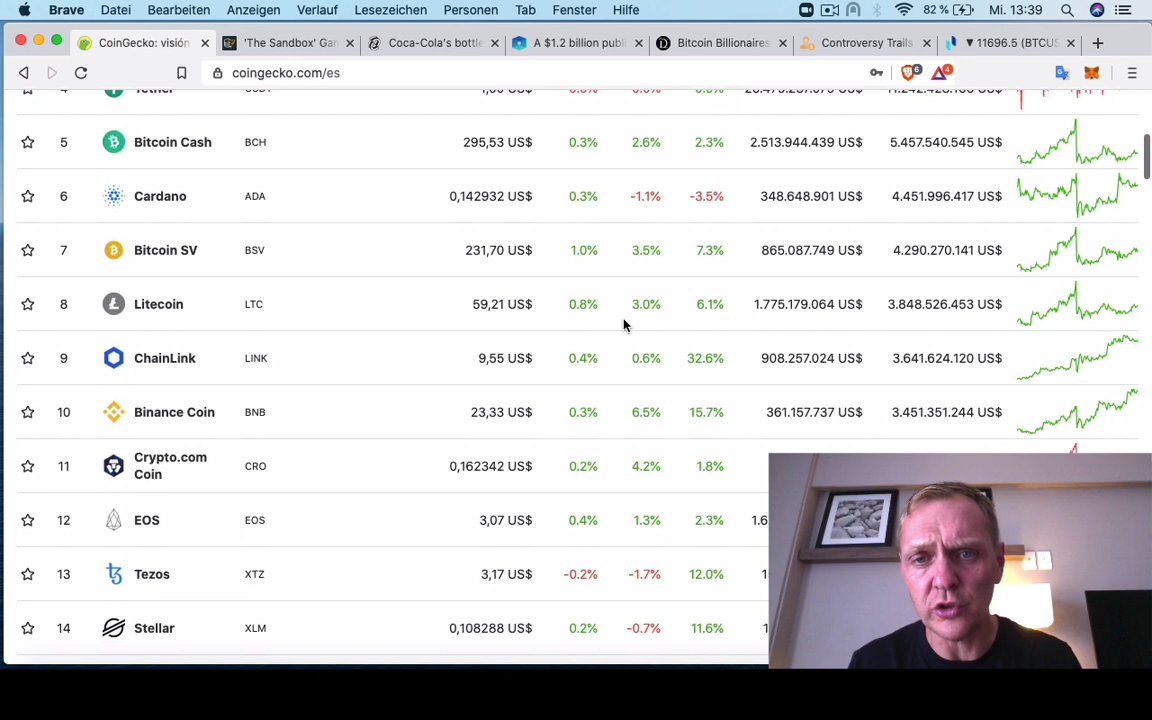 Brave Datei Bearbeiten Anzeigen Verlauf Lesezeichen Personen Tab Fenster Hilfe 82 % Mi. 13:39
CoinGecko: visión 'The Sandbox' Gan Coca-Cola's bottle A $1.2 billion publi Bitcoin Billionaires Controversy Trails ▼ 11696.5 (BTCUS
coingecko.com/es 6 4
4 Tether
5 Bitcoin Cash BCH 295,53 US$ 0.3% 2.6% 2.3% 2.513.944.439 US$ 5.457.540.545 US$
6 Cardano ADA 0,142932 US$ 0.3% -1.1% -3.5% 348.648.901 US$ 4.451.996.417 US$
7 Bitcoin SV BSV 231,70 US$ 1.0% 3.5% 7.3% 865.087.749 US$ 4.290.270.141 US$
8 Litecoin LTC 59,21 US$ 0.8% 3.0% 6.1% 1.775.179.064 US$ 3.848.526.453 US$
9 ChainLink LINK 9,55 US$ 0.4% 0.6% 32.6% 908.257.024 US$ 3.641.624.120 US$
10 Binance Coin BNB 23,33 US$ 0.3% 6.5% 15.7% 361.157.737 US$ 3.451.351.244 US$
11 Crypto.com Coin CRO 0,162342 US$ 0.2% 4.2% 1.8%
12 EOS EOS 3,07 US$ 0.4% 1.3% 2.3% 1.6
13 Tezos XTZ 3,17 US$ -0.2% -1.7% 12.0% 1
14 Stellar XLM 0,108288 US$ 0.2% -0.7% 11.6% 1